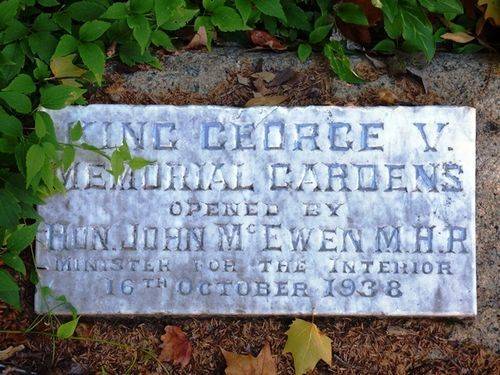 KING GEORGE V.
MEMORIAL GARDENS
OPENED BY
HON. JOHN McEWEN M.H.R
MINISTER FOR THE INTERIOR
16TH OCTOBER 1938